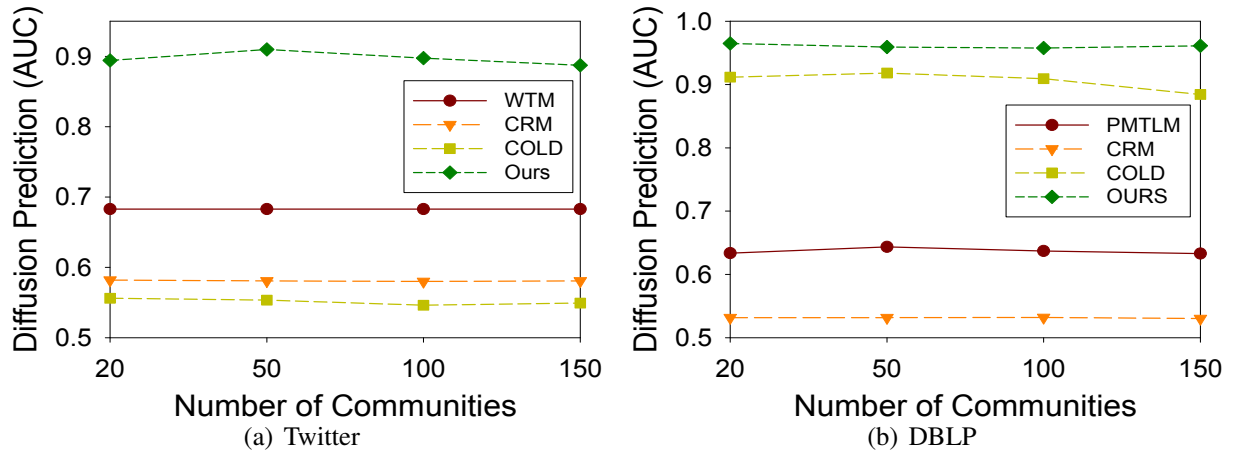 Diffusion Prediction (AUC)
0.9
0.8
0.7
0.6
0.5
WTM
CRM
COLD
Ours
20 50 100 150
Number of Communities
(a) Twitter
Diffusion Prediction (AUC)
1.0
0.9
0.8
0.7
0.6
0.5
PMTLM
CRM
COLD
OURS
20 50 100 150
Number of Communities
(b) DBLP